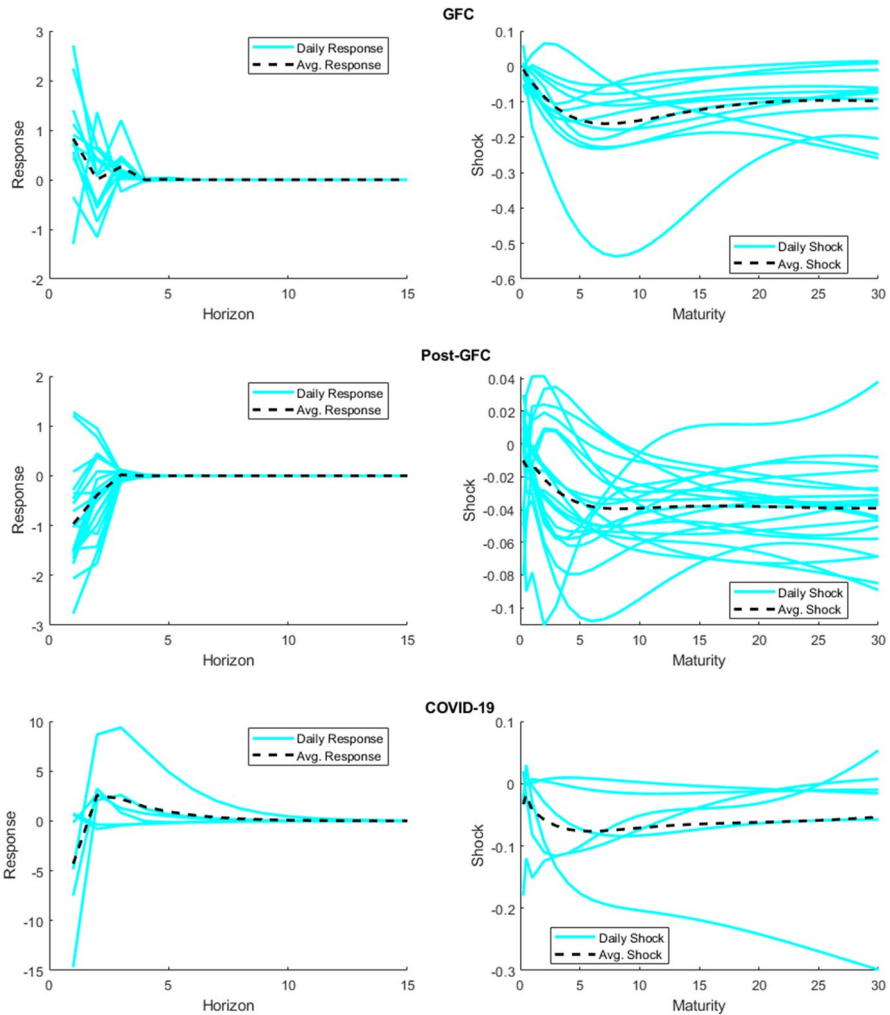 GFC
3
2
1
0
-1
-2
Response
Daily Response
Avg. Response
0 5 10 15
Horizon
0.1
0
-0.1
-0.2
-0.3
-0.4
-0.5
-0.6
Shock
Daily Shock
Avg. Shock
0 5 10 15 20 25 30
Maturity
Post-GFC
2
1
0
-1
-2
-3
Response
Daily Response
Avg. Response
0 5 10 15
Horizon
0.04
0.02
0
-0.02
-0.04
-0.06
-0.08
-0.1
Shock
Daily Shock
Avg. Shock
0 5 10 15 20 25 30
Maturity
COVID-19
10
5
0
-5
-10
-15
Response
Daily Response
Avg. Response
0 5 10 15
Horizon
0.1
0
-0.1
-0.2
-0.3
Shock
Daily Shock
Avg. Shock
0 5 10 15 20 25 30
Maturity